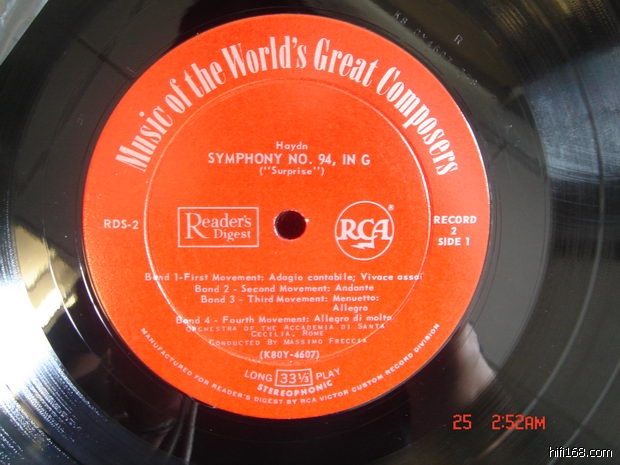 Music of the World's Great Composers
Haydn
SYMPHONY NO. 94, IN G
("Surprise")
RDS-2
Reader's
Digest
RCA
RECORD
2
SIDE 1
Band 1-First Movement: Adagio cantabile; Vivace assai
Band 2 - Second Movement: Andante
Band 3 - Third Movement: Menuetto:
Allegro
Band 4 - Fourth Movement: Allegro di molto
ORCHESTRA OF THE ACCADEMIA DI SANTA
CECILIA, ROME
CONDUCTED BY MASSIMO FRECCIA
(K80Y-4607)
LONG 33⅓ PLAY
STEREOPHONIC
MANUFACTURED FOR READER'S DIGEST BY RCA VICTOR CUSTOM RECORD DIVISION
25 2:52AM
hifi168.com